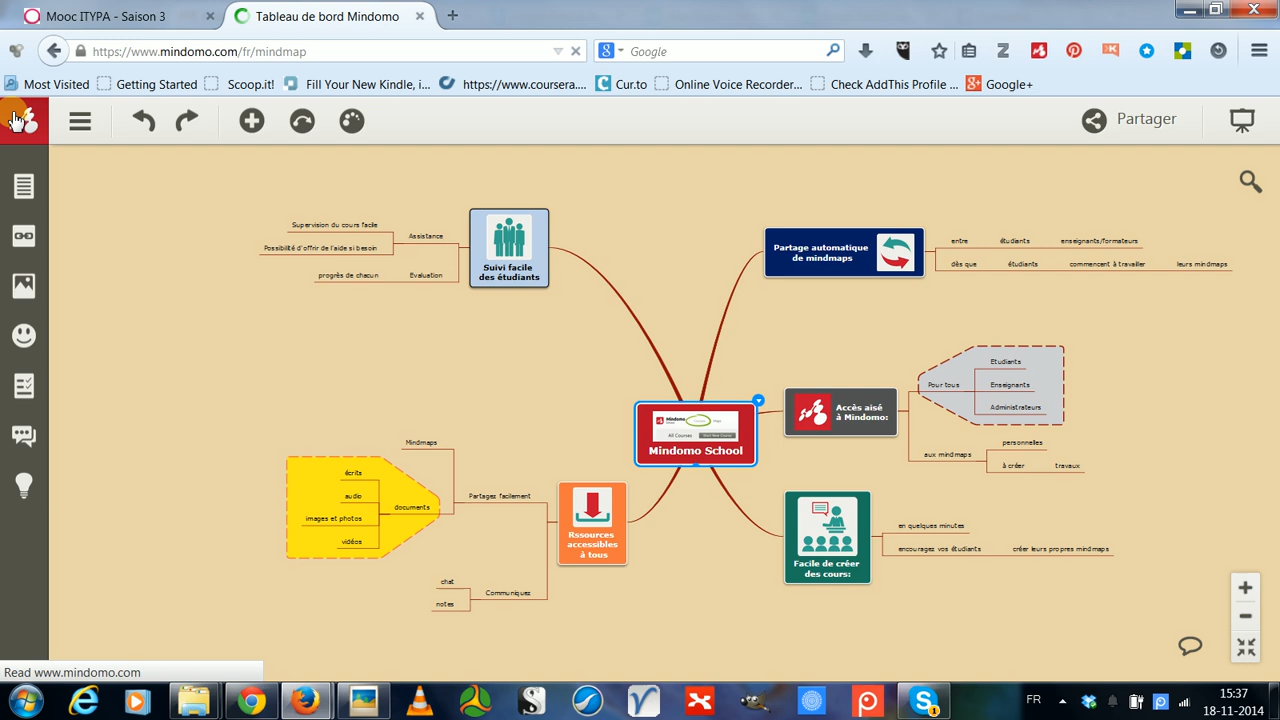 Mooc ITYPA - Saison 3
Tableau de bord Mindomo
https://www.mindomo.com/fr/mindmap
Google
Most Visited
Getting Started
Scoop.it!
Fill Your New Kindle, i...
https://www.coursera....
Cur.to
Online Voice Recorder...
Check AddThis Profile ...
Google+
Partager
Supervision du cours facile
Assistance
Possibilité d'offrir de l'aide si besoin
progrès de chacun
Evaluation
Suivi facile
des étudiants
Partage automatique
de mindmaps
entre étudiants enseignants/formateurs
dès que étudiants commencent à travailler leurs mindmaps
Etudiants
Pour tous
Enseignants
Administrateurs
Accès aisé
à Mindomo:
personnelles
aux mindmaps
à créer travaux
Mindomo School
All Courses
Mindmaps
écrits
audio
documents
images et photos
vidéos
Partagez facilement
Rssources
accessibles
à tous
chat
Communiquez
notes
en quelques minutes
encouragez vos étudiants créer leurs propres mindmaps
Facile de créer
des cours:
Read www.mindomo.com
FR
15:37
18-11-2014